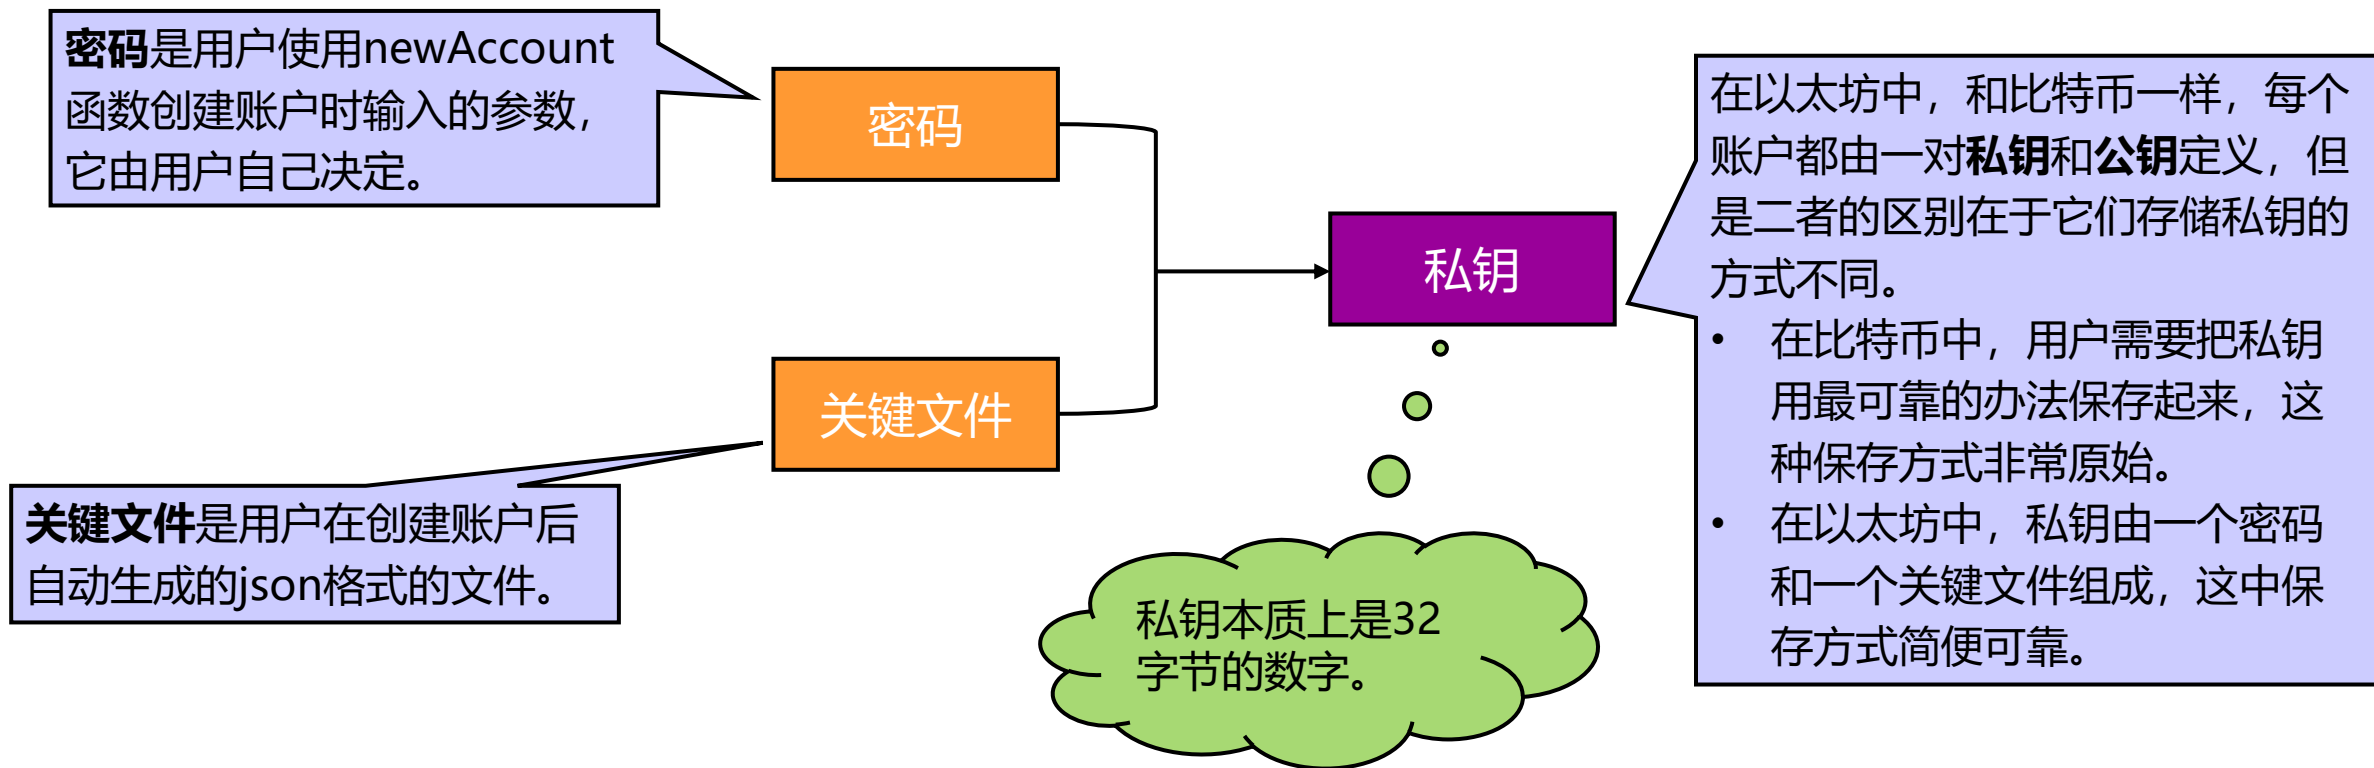 密码是用户使用newAccount
函数创建账户时输入的参数，
它由用户自己决定。
密码
关键文件
关键文件是用户在创建账户后
自动生成的json格式的文件。
私钥
私钥本质上是32
字节的数字。
在以太坊中，和比特币一样，每个
账户都由一对私钥和公钥定义，但
是二者的区别在于它们存储私钥的
方式不同。
• 在比特币中，用户需要把私钥
用最可靠的办法保存起来，这
种保存方式非常原始。
• 在以太坊中，私钥由一个密码
和一个关键文件组成，这中保
存方式简便可靠。